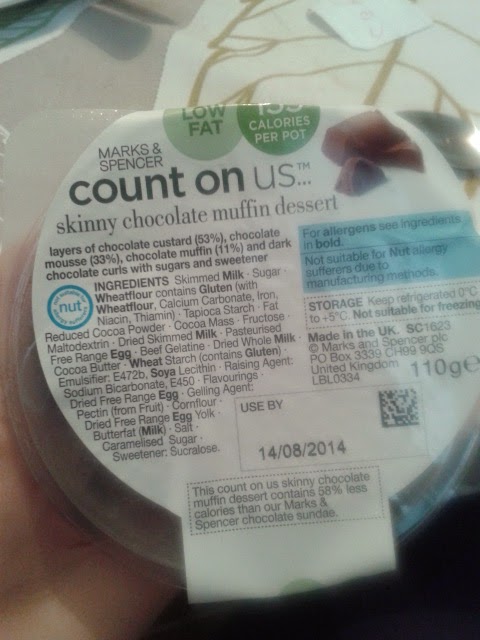 LOW
FAT
CALORIES
PER POT
MARKS &
SPENCER
count on us™...
skinny chocolate muffin dessert
layers of chocolate custard (53%), chocolate
mousse (33%), chocolate muffin (11%) and dark
chocolate curls with sugars and sweetener
nut
INGREDIENTS Skimmed Milk · Sugar ·
Wheatflour contains Gluten (with
Wheatflour, Calcium Carbonate, Iron,
Niacin, Thiamin) · Tapioca Starch · Fat
Reduced Cocoa Powder · Cocoa Mass · Fructose ·
Maltodextrin · Dried Skimmed Milk · Pasteurised
Free Range Egg · Beef Gelatine · Dried Whole Milk ·
Cocoa Butter · Wheat Starch (contains Gluten) ·
Emulsifier: E472b, Soya Lecithin · Raising Agent:
Sodium Bicarbonate, E450 · Flavourings ·
Dried Free Range Egg · Gelling Agent:
Pectin (from Fruit) · Cornflour ·
Dried Free Range Egg Yolk ·
Butterfat (Milk) · Salt ·
Caramelised Sugar ·
Sweetener: Sucralose.
For allergens see ingredients
in bold.
Not suitable for Nut allergy
sufferers due to
manufacturing methods.
STORAGE Keep refrigerated 0°C
to +5°C. Not suitable for freezing
Made in the UK. SC1623
© Marks and Spencer plc
PO Box 3339 CH99 9QS
United Kingdom
LBL0334
110g e
USE BY
14/08/2014
This count on us skinny chocolate
muffin dessert contains 58% less
calories than our Marks &
Spencer chocolate sundae.